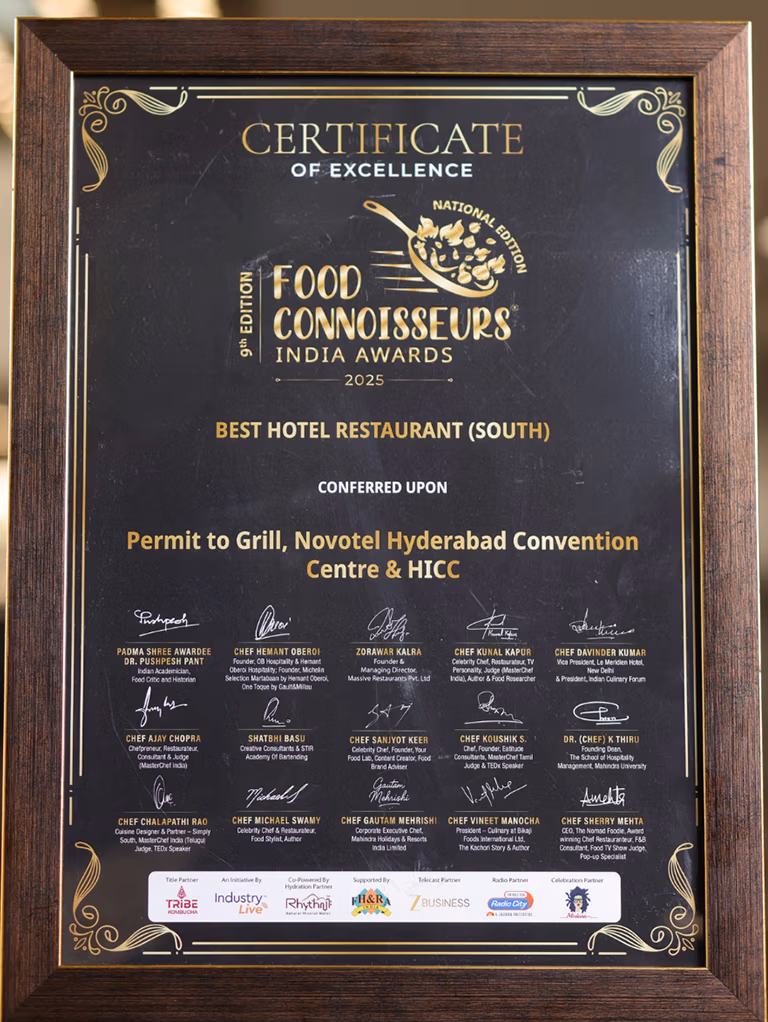 CERTIFICATE
OF EXCELLENCE
NATIONAL EDITION
9th EDITION
FOOD
CONNOISSEURS®
INDIA AWARDS
2025
BEST HOTEL RESTAURANT (SOUTH)
CONFERRED UPON
Permit to Grill, Novotel Hyderabad Convention
Centre & HICC
Pushpesh
PADMA SHREE AWARDEE
DR. PUSHPESH PANT
Indian Academician,
Food Critic and Historian
CHEF HEMANT OBEROI
Founder, OB Hospitality & Hemant
Oberoi Hospitality; Founder, Michelin
Selection Martabaan by Hemant Oberoi,
One Toque by Gault&Millau
ZORAWAR KALRA
Founder &
Managing Director,
Massive Restaurants Pvt. Ltd
CHEF KUNAL KAPUR
Celebrity Chef, Restaurateur, TV
Personality, Judge (MasterChef
India), Author & Food Researcher
CHEF DAVINDER KUMAR
Vice President, Le Meridien Hotel,
New Delhi
& President, Indian Culinary Forum
CHEF AJAY CHOPRA
Chefpreneur, Restaurateur,
Consultant & Judge
(MasterChef India)
SHATBHI BASU
Creative Consultants & STIR
Academy Of Bartending
CHEF SANJYOT KEER
Celebrity Chef, Founder, Your
Food Lab, Content Creator, Food
Brand Adviser
CHEF KOUSHIK S.
Chef, Founder, Eatitude
Consultants, MasterChef Tamil
Judge & TEDx Speaker
DR. (CHEF) K THIRU
Founding Dean,
The School of Hospitality
Management, Mahindra University
CHEF CHALAPATHI RAO
Cuisine Designer & Partner – Simply
South, MasterChef India (Telugu)
Judge, TEDx Speaker
CHEF MICHAEL SWAMY
Celebrity Chef & Restaurateur,
Food Stylist, Author
Gautam
Mehrishi
CHEF GAUTAM MEHRISHI
Corporate Executive Chef,
Mahindra Holidays & Resorts
India Limited
CHEF VINEET MANOCHA
President – Culinary at Bikaji
Foods International Ltd,
The Kachori Story & Author
CHEF SHERRY MEHTA
CEO, The Nomad Foodie, Award
winning Chef Restauranteur, F&B
Consultant, Food TV Show Judge,
Pop-up Specialist
Title Partner
TRIBE
KOMBUCHA
An Initiative By
Industry
Live
Co-Powered By
Hydration Partner
Rhythm
Natural Mineral Water
Supported By
FH&RA
INDIA
Telecast Partner
Z BUSINESS
Radio Partner
Radio City
Celebration Partner